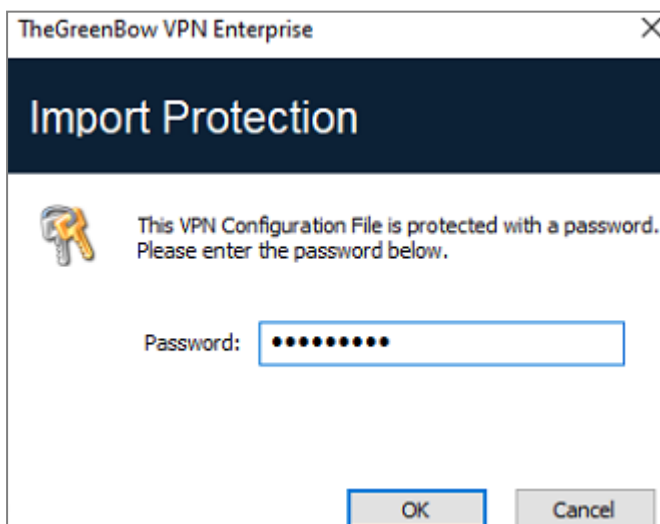 TheGreenBow VPN Enterprise
Import Protection
This VPN Configuration File is protected with a password.
Please enter the password below.
Password: •••••••••
OK Cancel